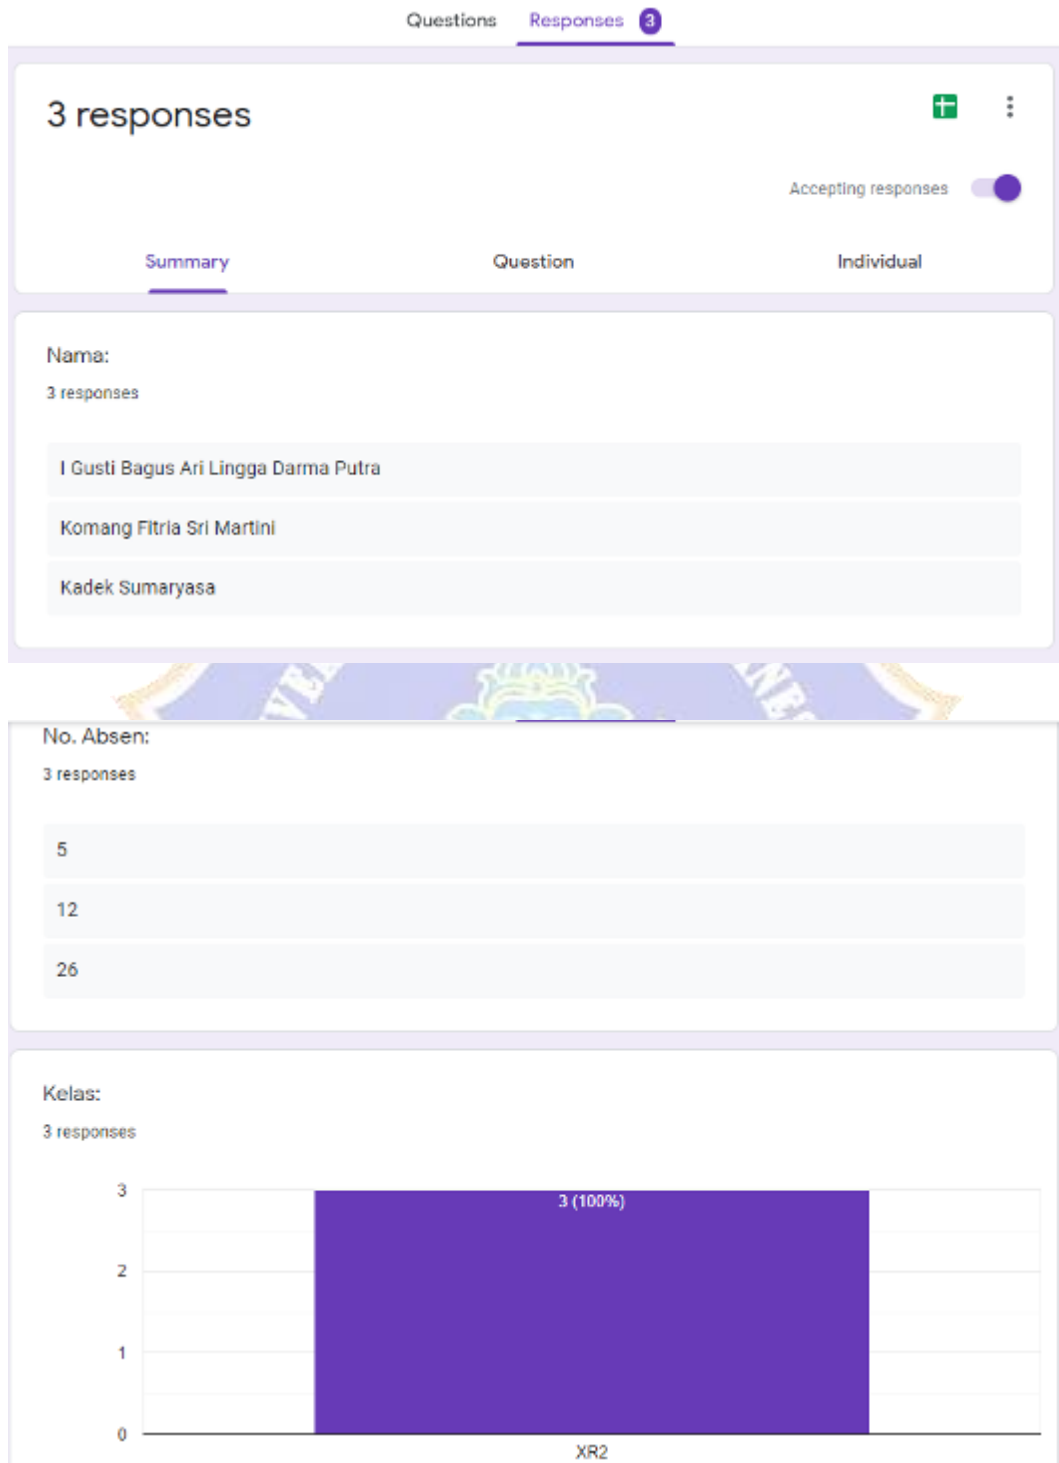 Questions Responses 3
3 responses
Accepting responses
Summary Question Individual
Nama:
3 responses
I Gusti Bagus Ari Lingga Darma Putra
Komang Fitria Sri Martini
Kadek Sumaryasa
No. Absen:
3 responses
5
12
26
Kelas:
3 responses
3
3 (100%)
2
1
0
XR2